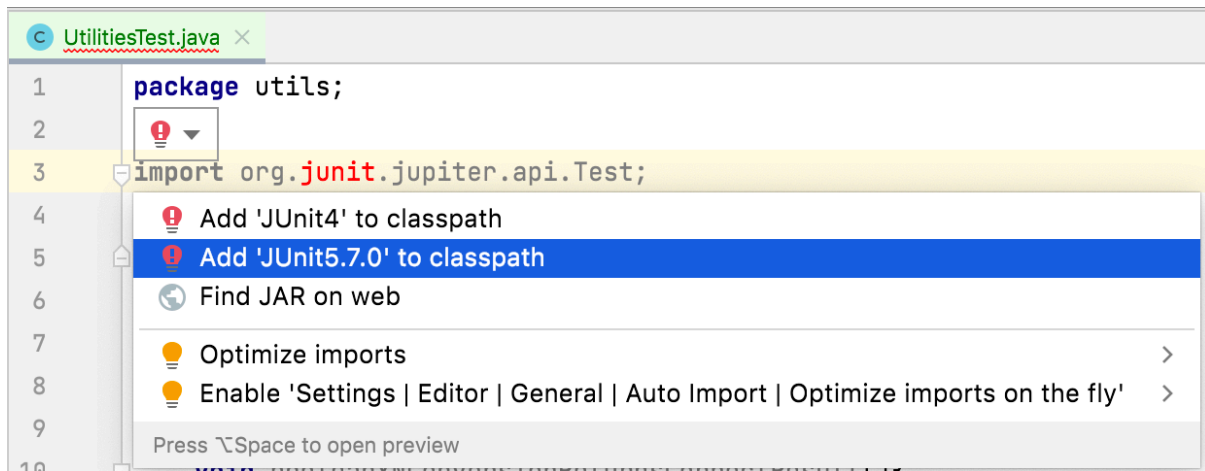 C UtilitiesTest.java ×
1 package utils;
2
3 import org.junit.jupiter.api.Test;
4 Add 'JUnit4' to classpath
5 Add 'JUnit5.7.0' to classpath
6 Find JAR on web
7 Optimize imports
8 Enable 'Settings | Editor | General | Auto Import | Optimize imports on the fly'
9
Press ⌥Space to open preview
10 void